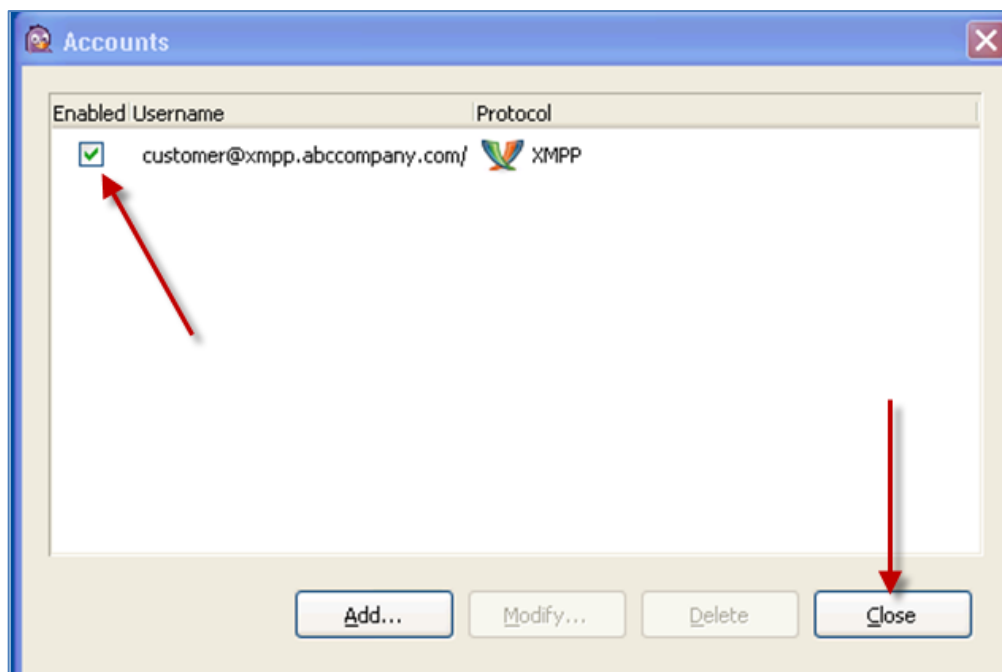 Accounts
Enabled Username Protocol
customer@xmpp.abccompany.com/ XMPP
Add... Modify... Delete Close